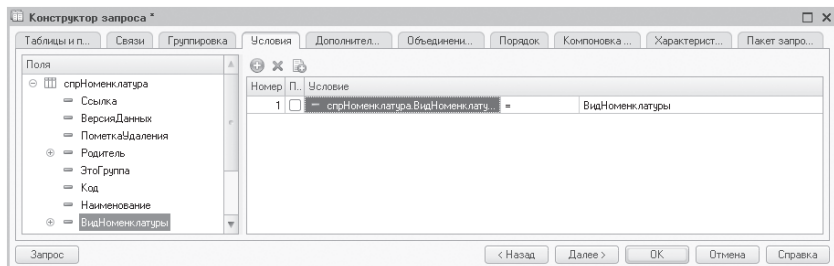 Конструктор запроса *
Таблицы и п... Связи Группировка Условия Дополнител... Объединени... Порядок Компоновка ... Характерист... Пакет запро...
Поля
спрНоменклатура
Ссылка
ВерсияДанных
ПометкаУдаления
Родитель
ЭтоГруппа
Код
Наименование
ВидНоменклатуры
Номер П.. Условие
1 спрНоменклатура.ВидНоменклату... = ВидНоменклатуры
Запрос < Назад Далее > OK Отмена Справка